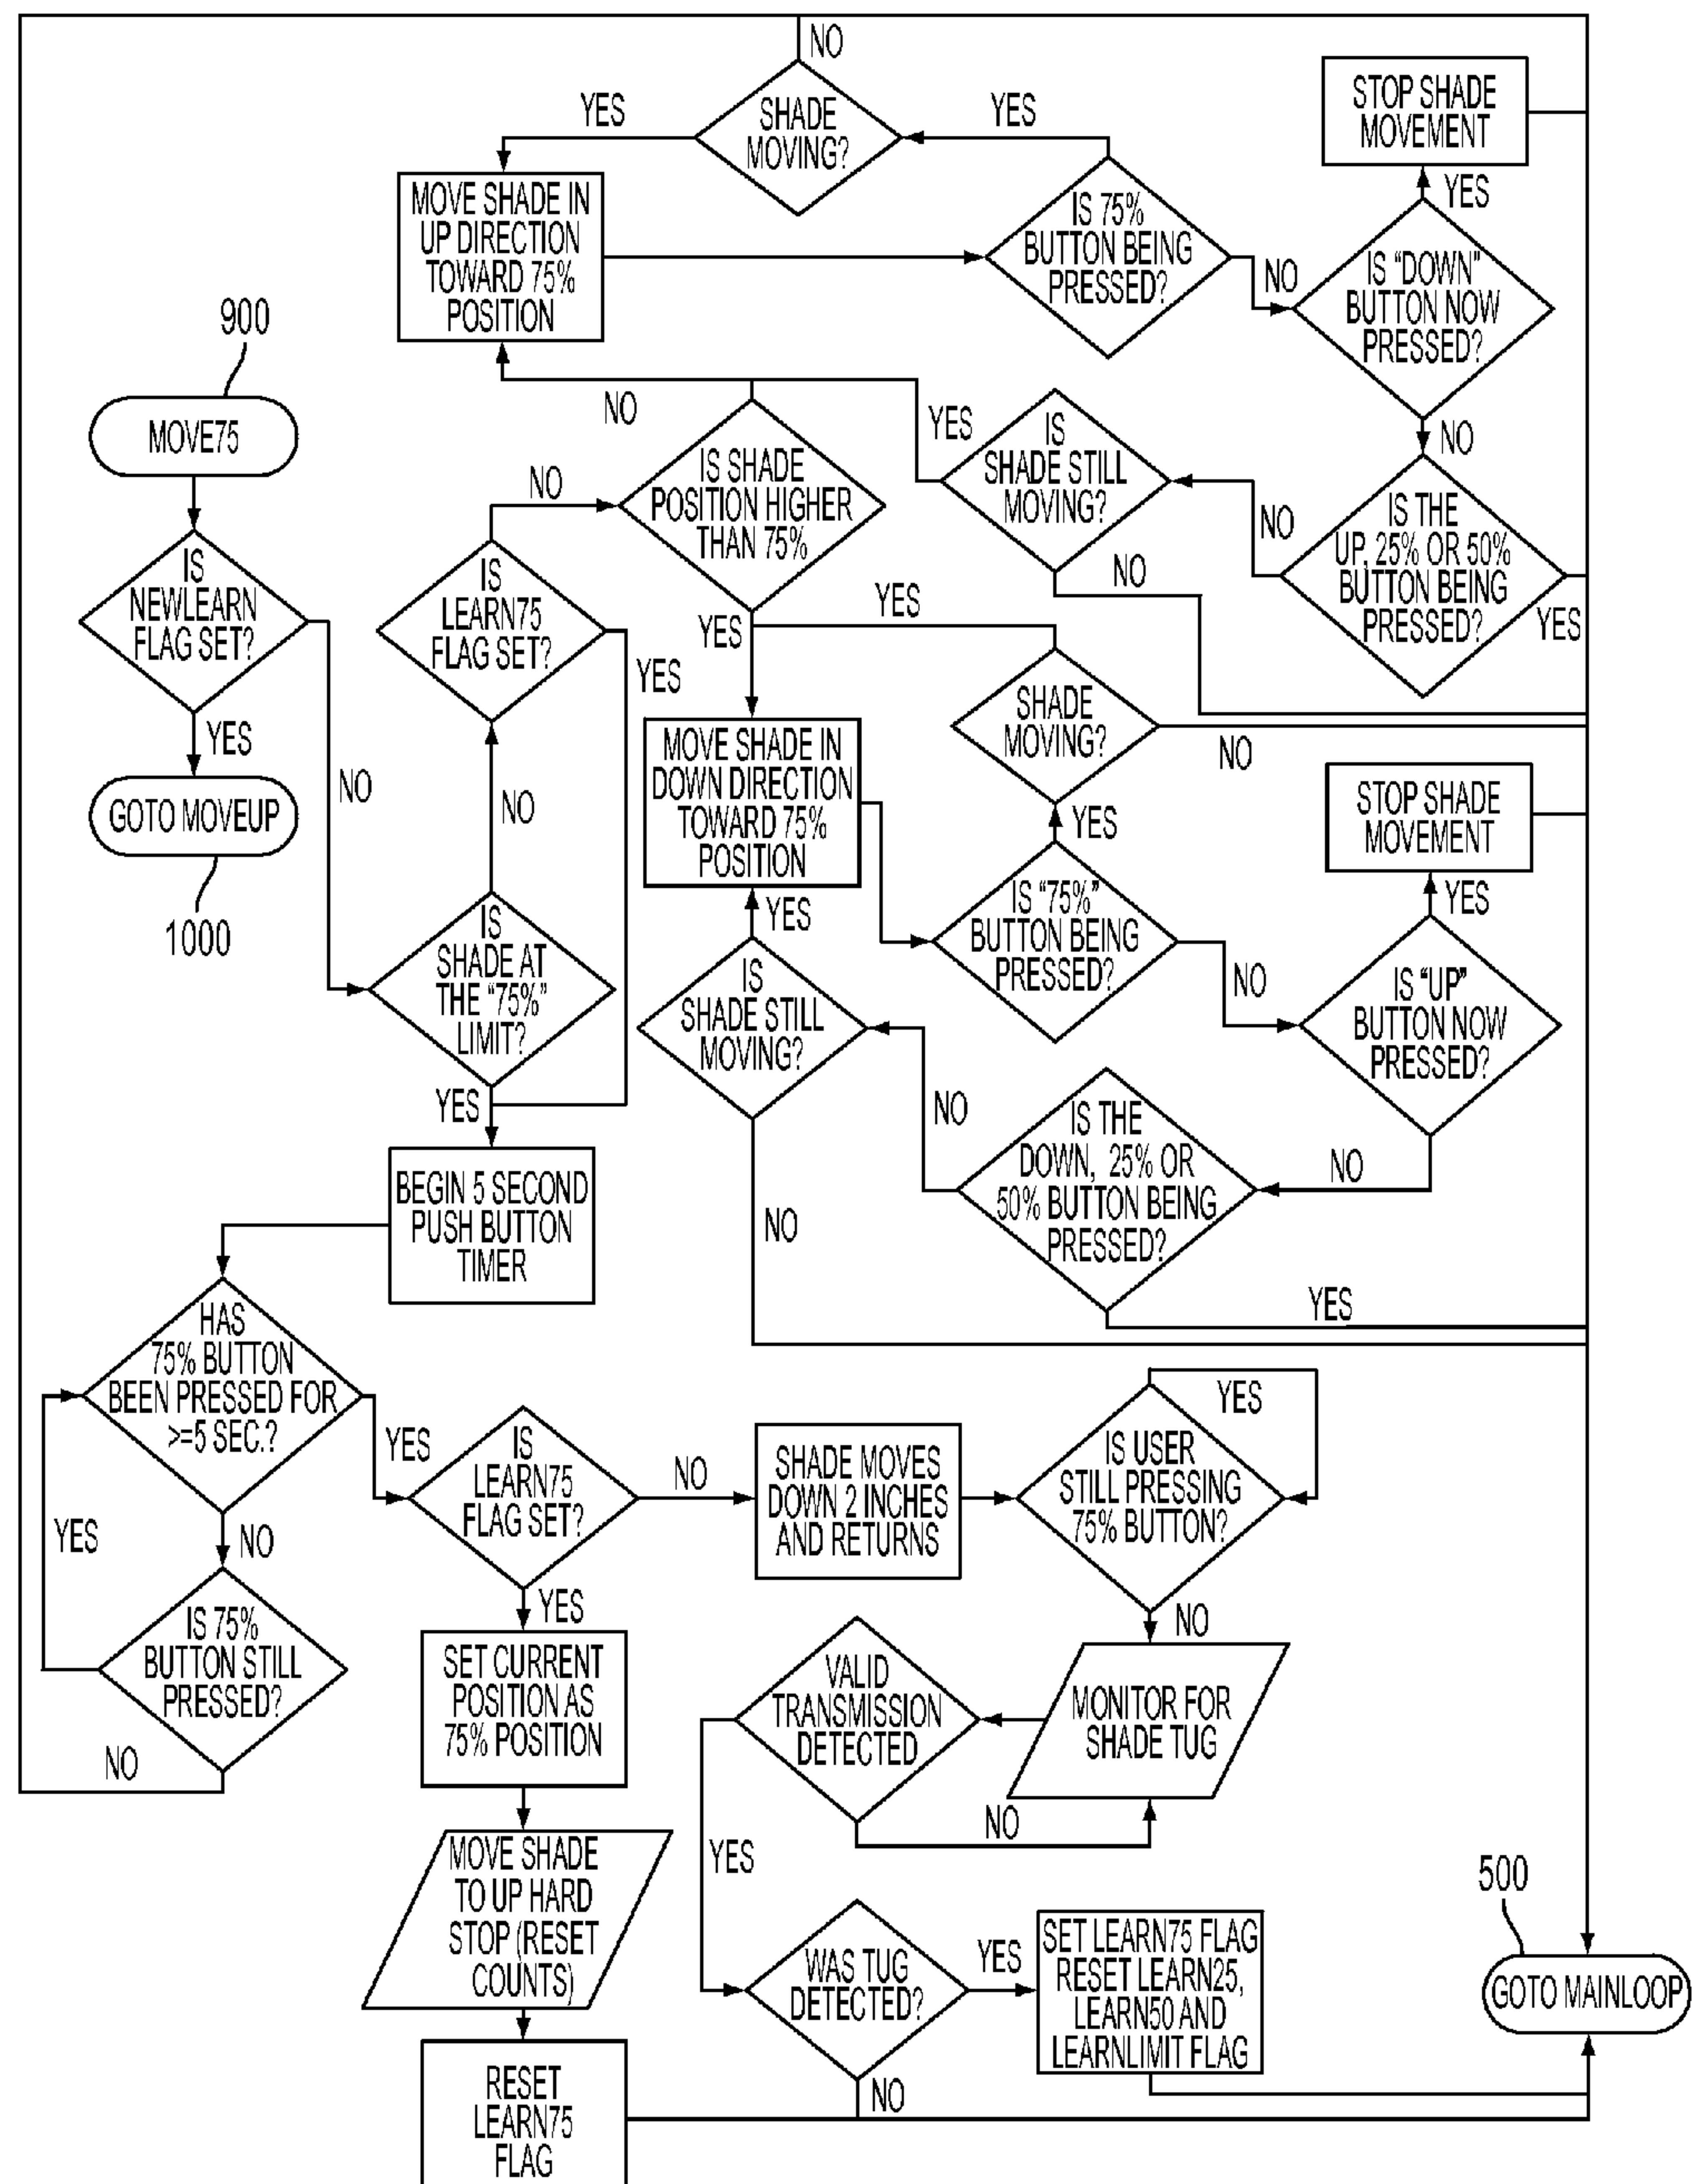 NO
YES
SHADE
MOVING?
YES
STOP SHADE
MOVEMENT
YES
MOVE SHADE IN
UP DIRECTION
TOWARD 75%
POSITION
IS 75%
BUTTON BEING
PRESSED?
NO
IS "DOWN"
BUTTON NOW
PRESSED?
NO
900
MOVE75
NO
IS SHADE
POSITION HIGHER
THAN 75%
YES
IS
SHADE STILL
MOVING?
NO
NO
IS THE
UP, 25% OR 50%
BUTTON BEING
PRESSED?
YES
IS
NEWLEARN
FLAG SET?
YES
NO
GOTO MOVEUP
1000
NO
IS
LEARN75
FLAG SET?
YES
NO
IS
SHADE AT
THE "75%"
LIMIT?
YES
YES
YES
SHADE
MOVING?
NO
MOVE SHADE IN
DOWN DIRECTION
TOWARD 75%
POSITION
YES
STOP SHADE
MOVEMENT
YES
YES
IS "75%"
BUTTON BEING
PRESSED?
NO
IS "UP"
BUTTON NOW
PRESSED?
NO
IS
SHADE STILL
MOVING?
NO
NO
IS THE
DOWN, 25% OR
50% BUTTON BEING
PRESSED?
YES
BEGIN 5 SECOND
PUSH BUTTON
TIMER
HAS
75% BUTTON
BEEN PRESSED FOR
>=5 SEC.?
YES
NO
YES
IS 75%
BUTTON STILL
PRESSED?
NO
IS
LEARN75
FLAG SET?
NO
SHADE MOVES
DOWN 2 INCHES
AND RETURNS
IS USER
STILL PRESSING
75% BUTTON?
YES
NO
YES
SET CURRENT
POSITION AS
75% POSITION
VALID
TRANSMISSION
DETECTED
MONITOR FOR
SHADE TUG
NO
YES
MOVE SHADE
TO UP HARD
STOP (RESET
COUNTS)
WAS TUG
DETECTED?
YES
SET LEARN75 FLAG
RESET LEARN25,
LEARN50 AND
LEARNLIMIT FLAG
500
GOTO MAINLOOP
NO
RESET
LEARN75
FLAG